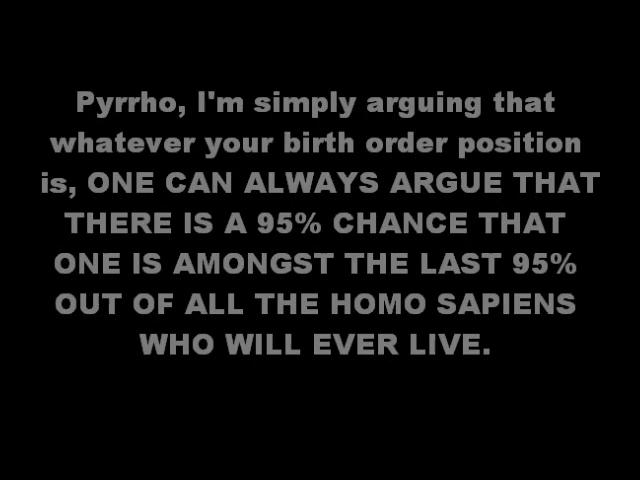 Pyrrho, I'm simply arguing that
whatever your birth order position
is, ONE CAN ALWAYS ARGUE THAT
THERE IS A 95% CHANCE THAT
ONE IS AMONGST THE LAST 95%
OUT OF ALL THE HOMO SAPIENS
WHO WILL EVER LIVE.